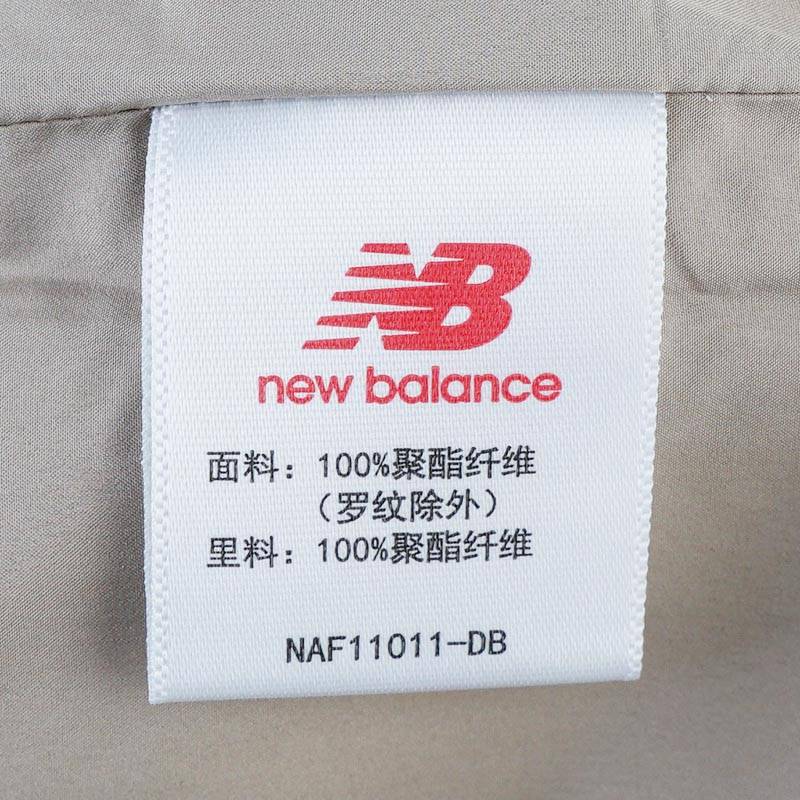 NB
new balance
面料：100%聚酯纤维
（罗纹除外）
里料：100%聚酯纤维
NAF11011-DB